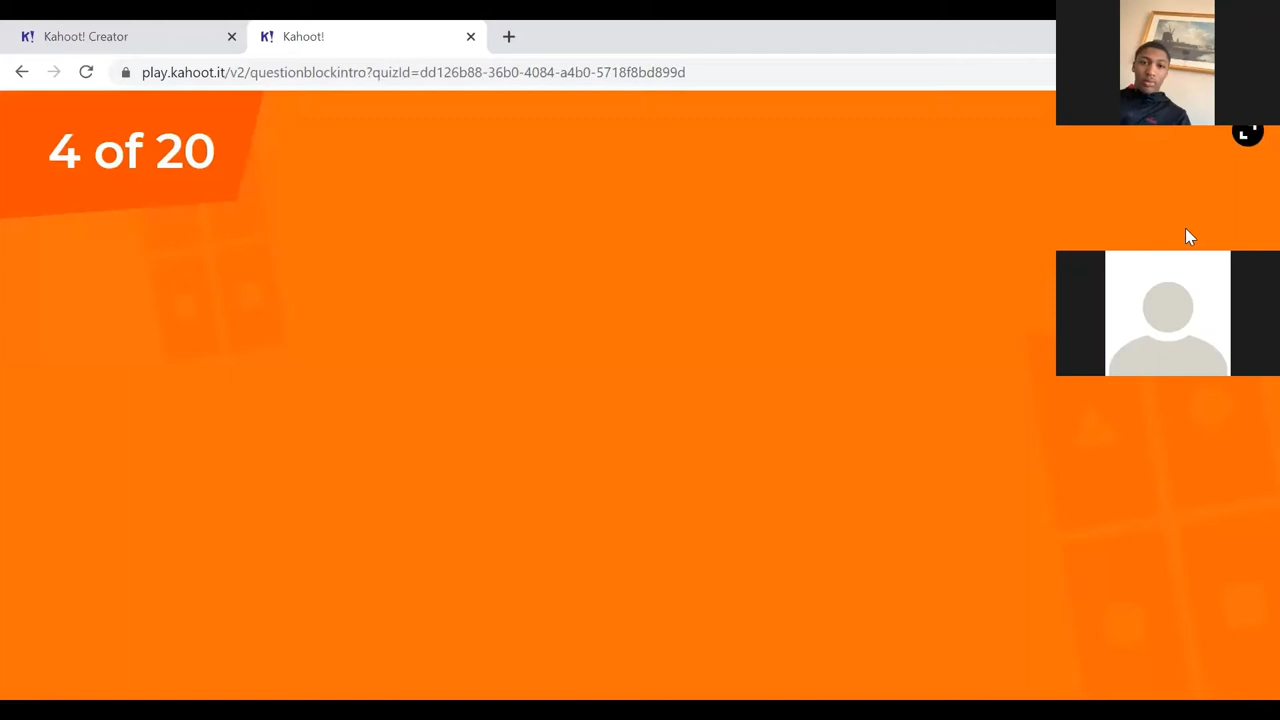 K! Kahoot! Creator
K! Kahoot!
play.kahoot.it/v2/questionblockintro?quizId=dd126b88-36b0-4084-a4b0-5718f8bd899d
4 of 20